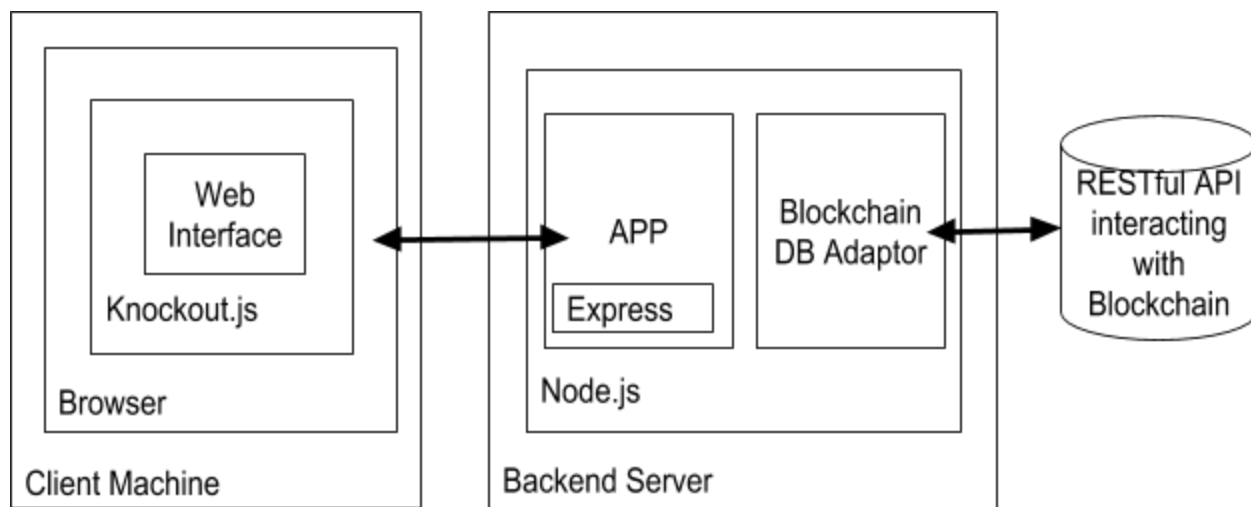 Web
Interface
Knockout.js
Browser
Client Machine
APP
Express
Blockchain
DB Adaptor
Node.js
Backend Server
RESTful API
interacting
with
Blockchain